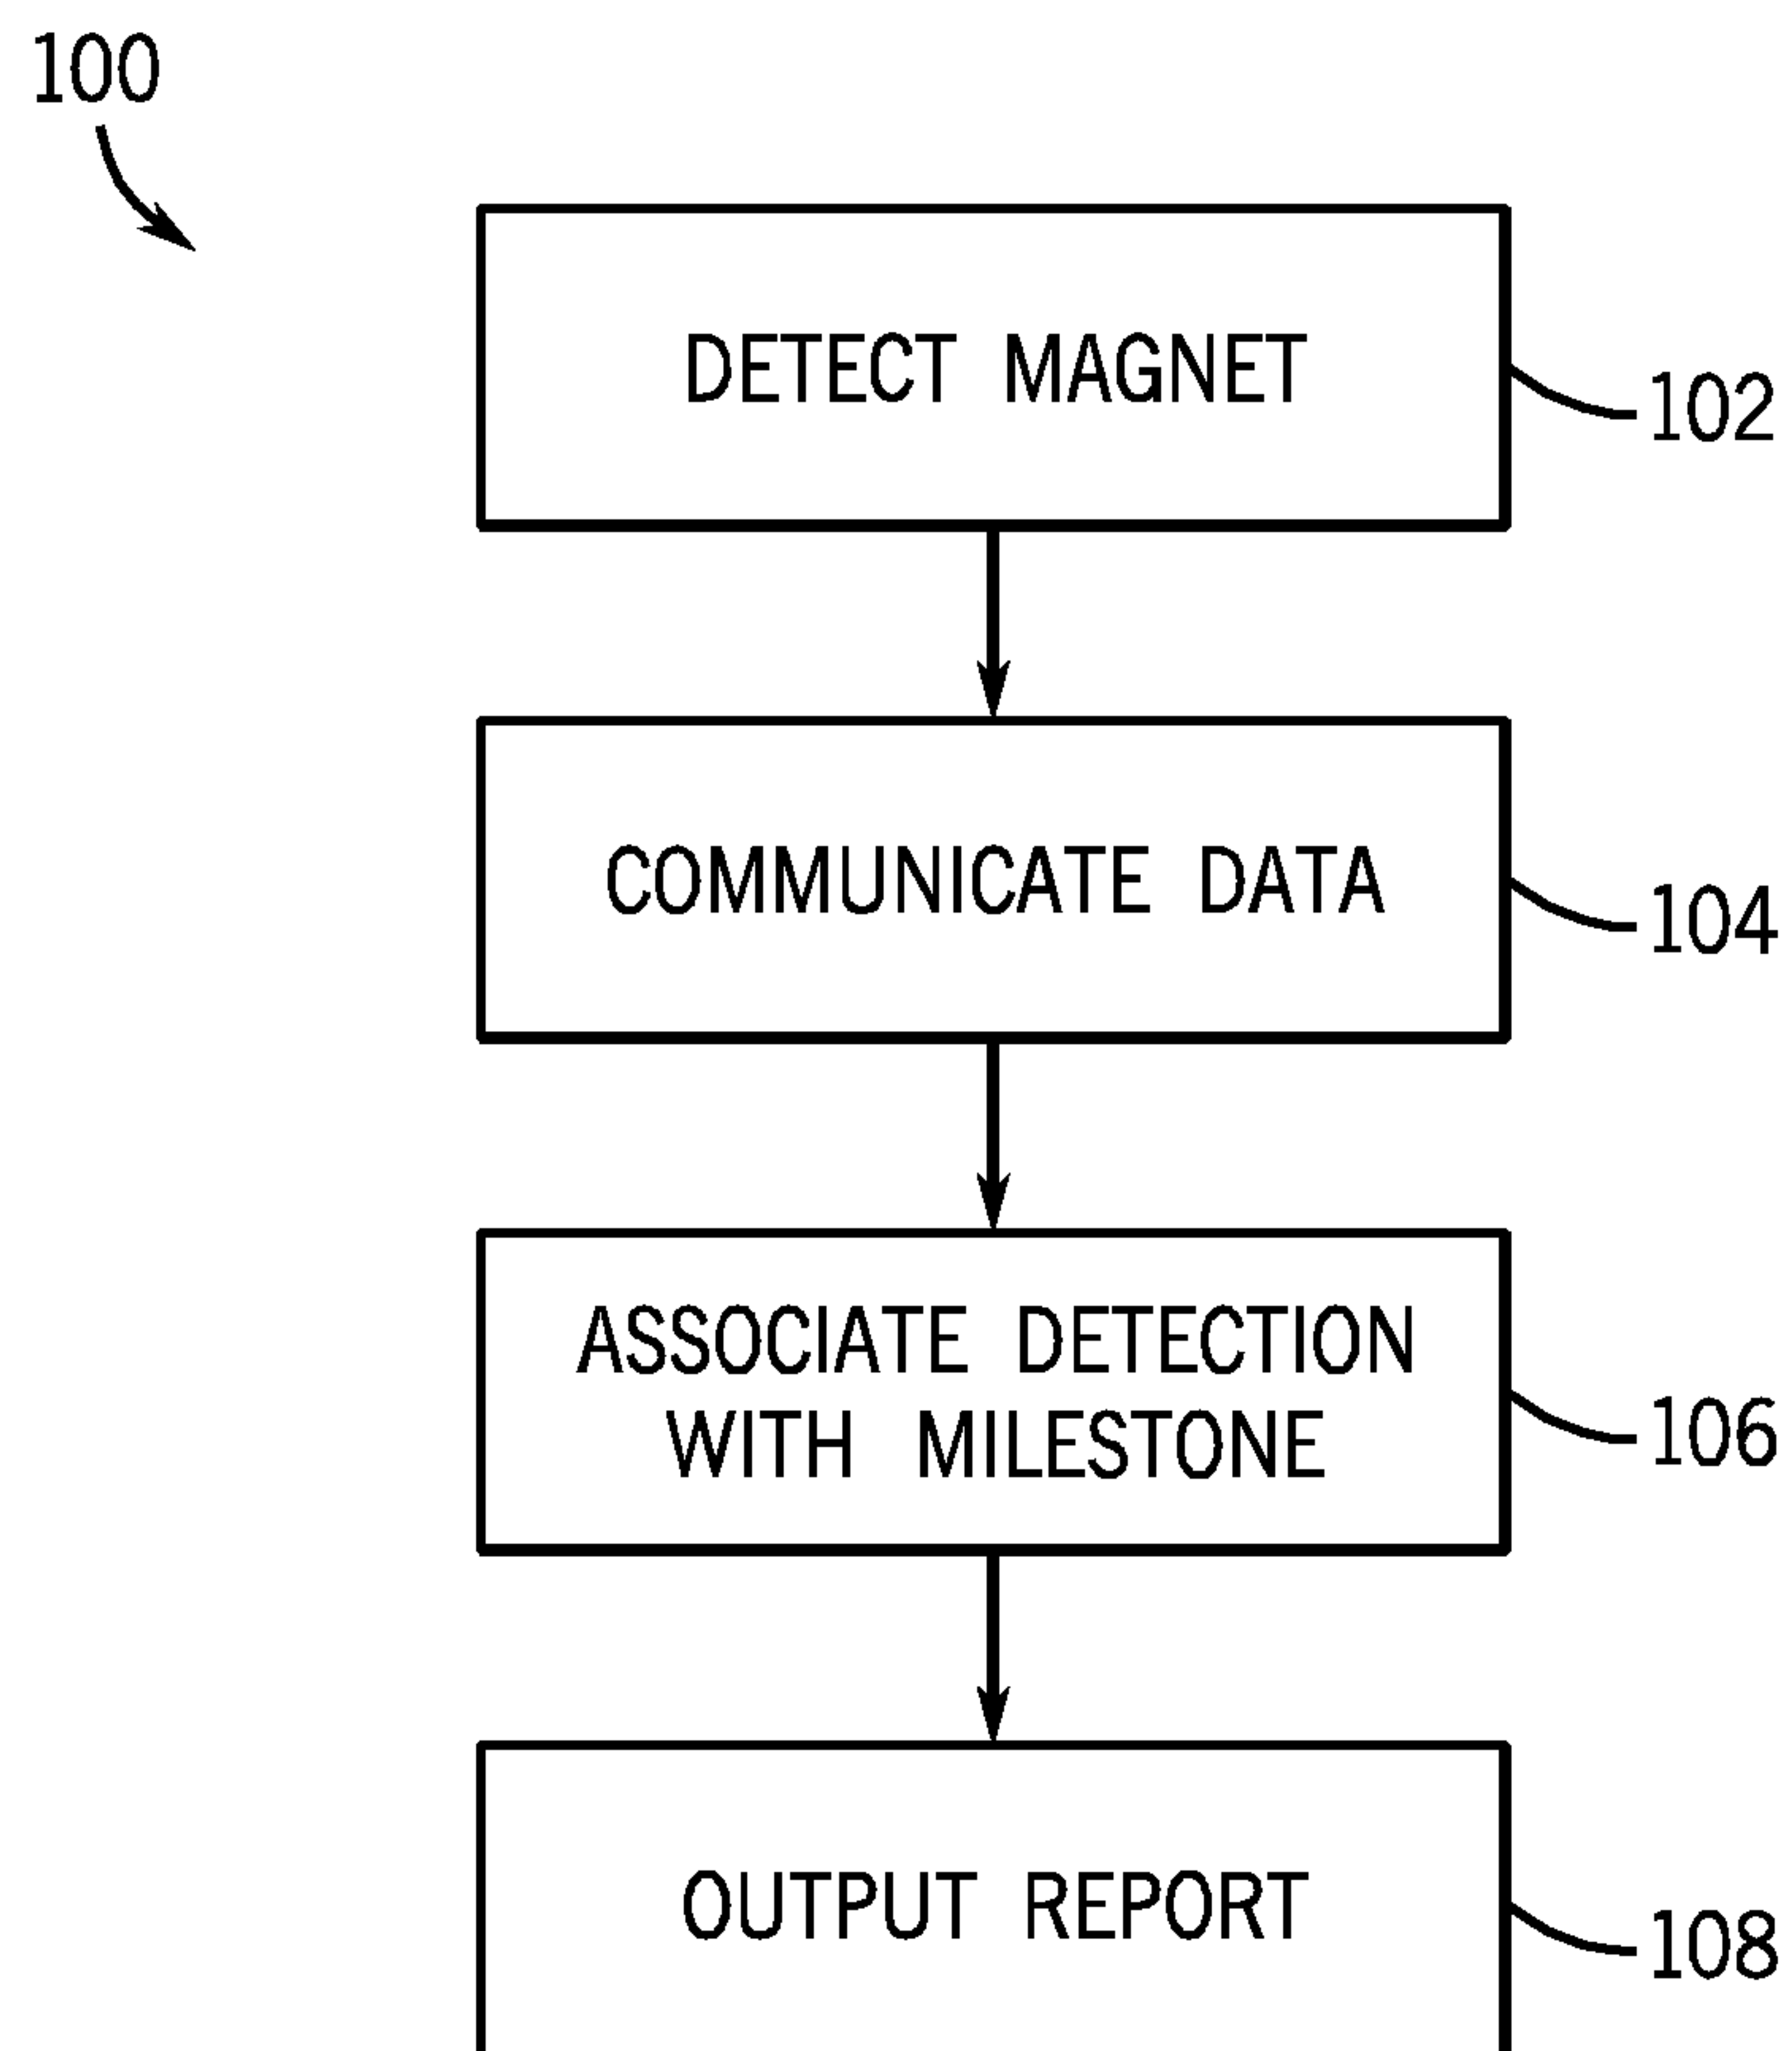 100
DETECT MAGNET
102
COMMUNICATE DATA
104
ASSOCIATE DETECTION
WITH MILESTONE
106
OUTPUT REPORT
108